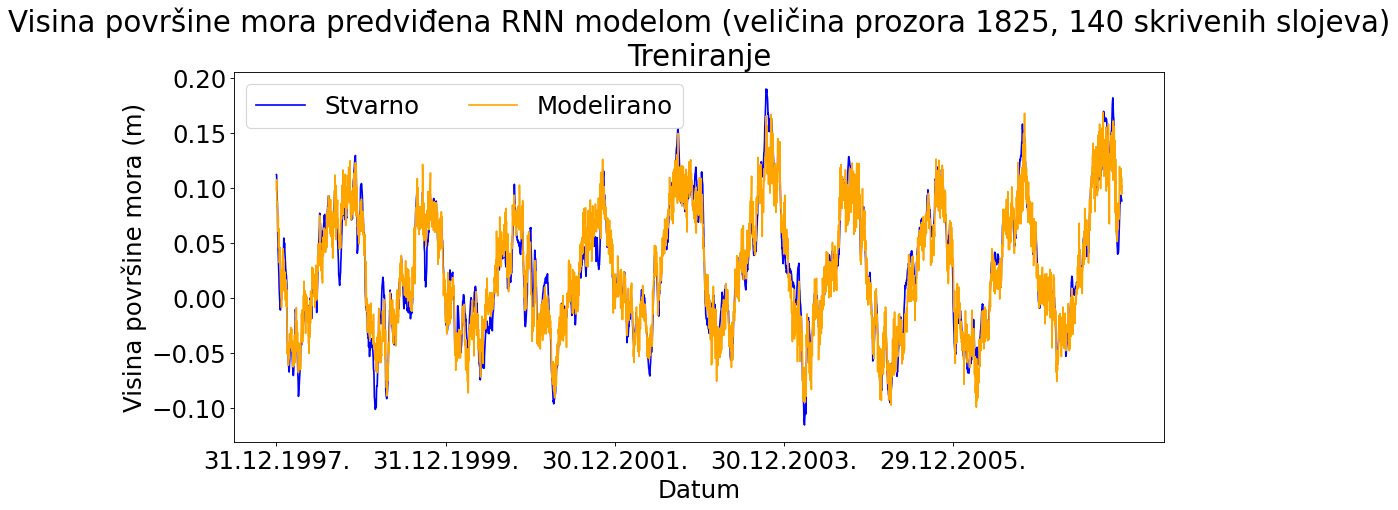 Visina površine mora predviđena RNN modelom (veličina prozora 1825, 140 skrivenih slojeva)
Treniranje
Stvarno
Modelirano
Visina površine mora (m)
0.20
0.15
0.10
0.05
0.00
−0.05
−0.10
31.12.1997.
31.12.1999.
30.12.2001.
30.12.2003.
29.12.2005.
Datum